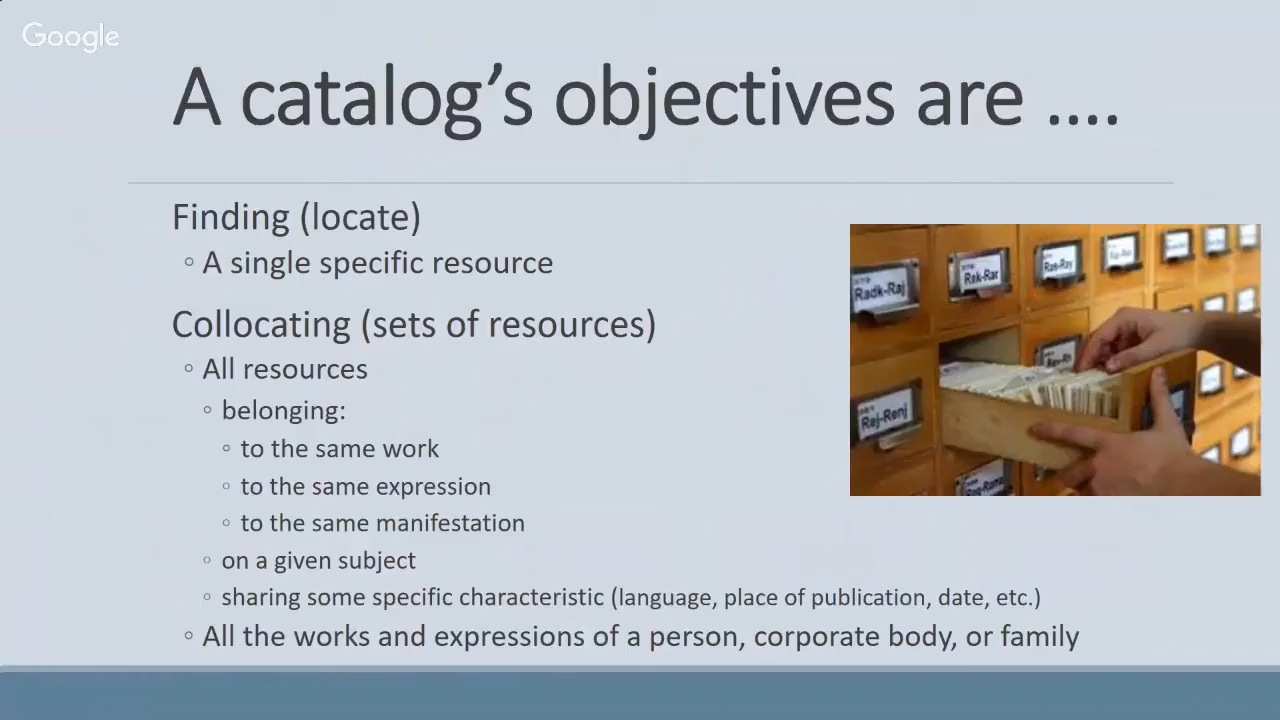 Google
A catalog’s objectives are ....
Finding (locate)
◦ A single specific resource
Collocating (sets of resources)
◦ All resources
◦ belonging:
◦ to the same work
◦ to the same expression
◦ to the same manifestation
◦ on a given subject
◦ sharing some specific characteristic (language, place of publication, date, etc.)
◦ All the works and expressions of a person, corporate body, or family
Radk-Raj
Rak-Rar
Ras-Ray
Rej-Renj